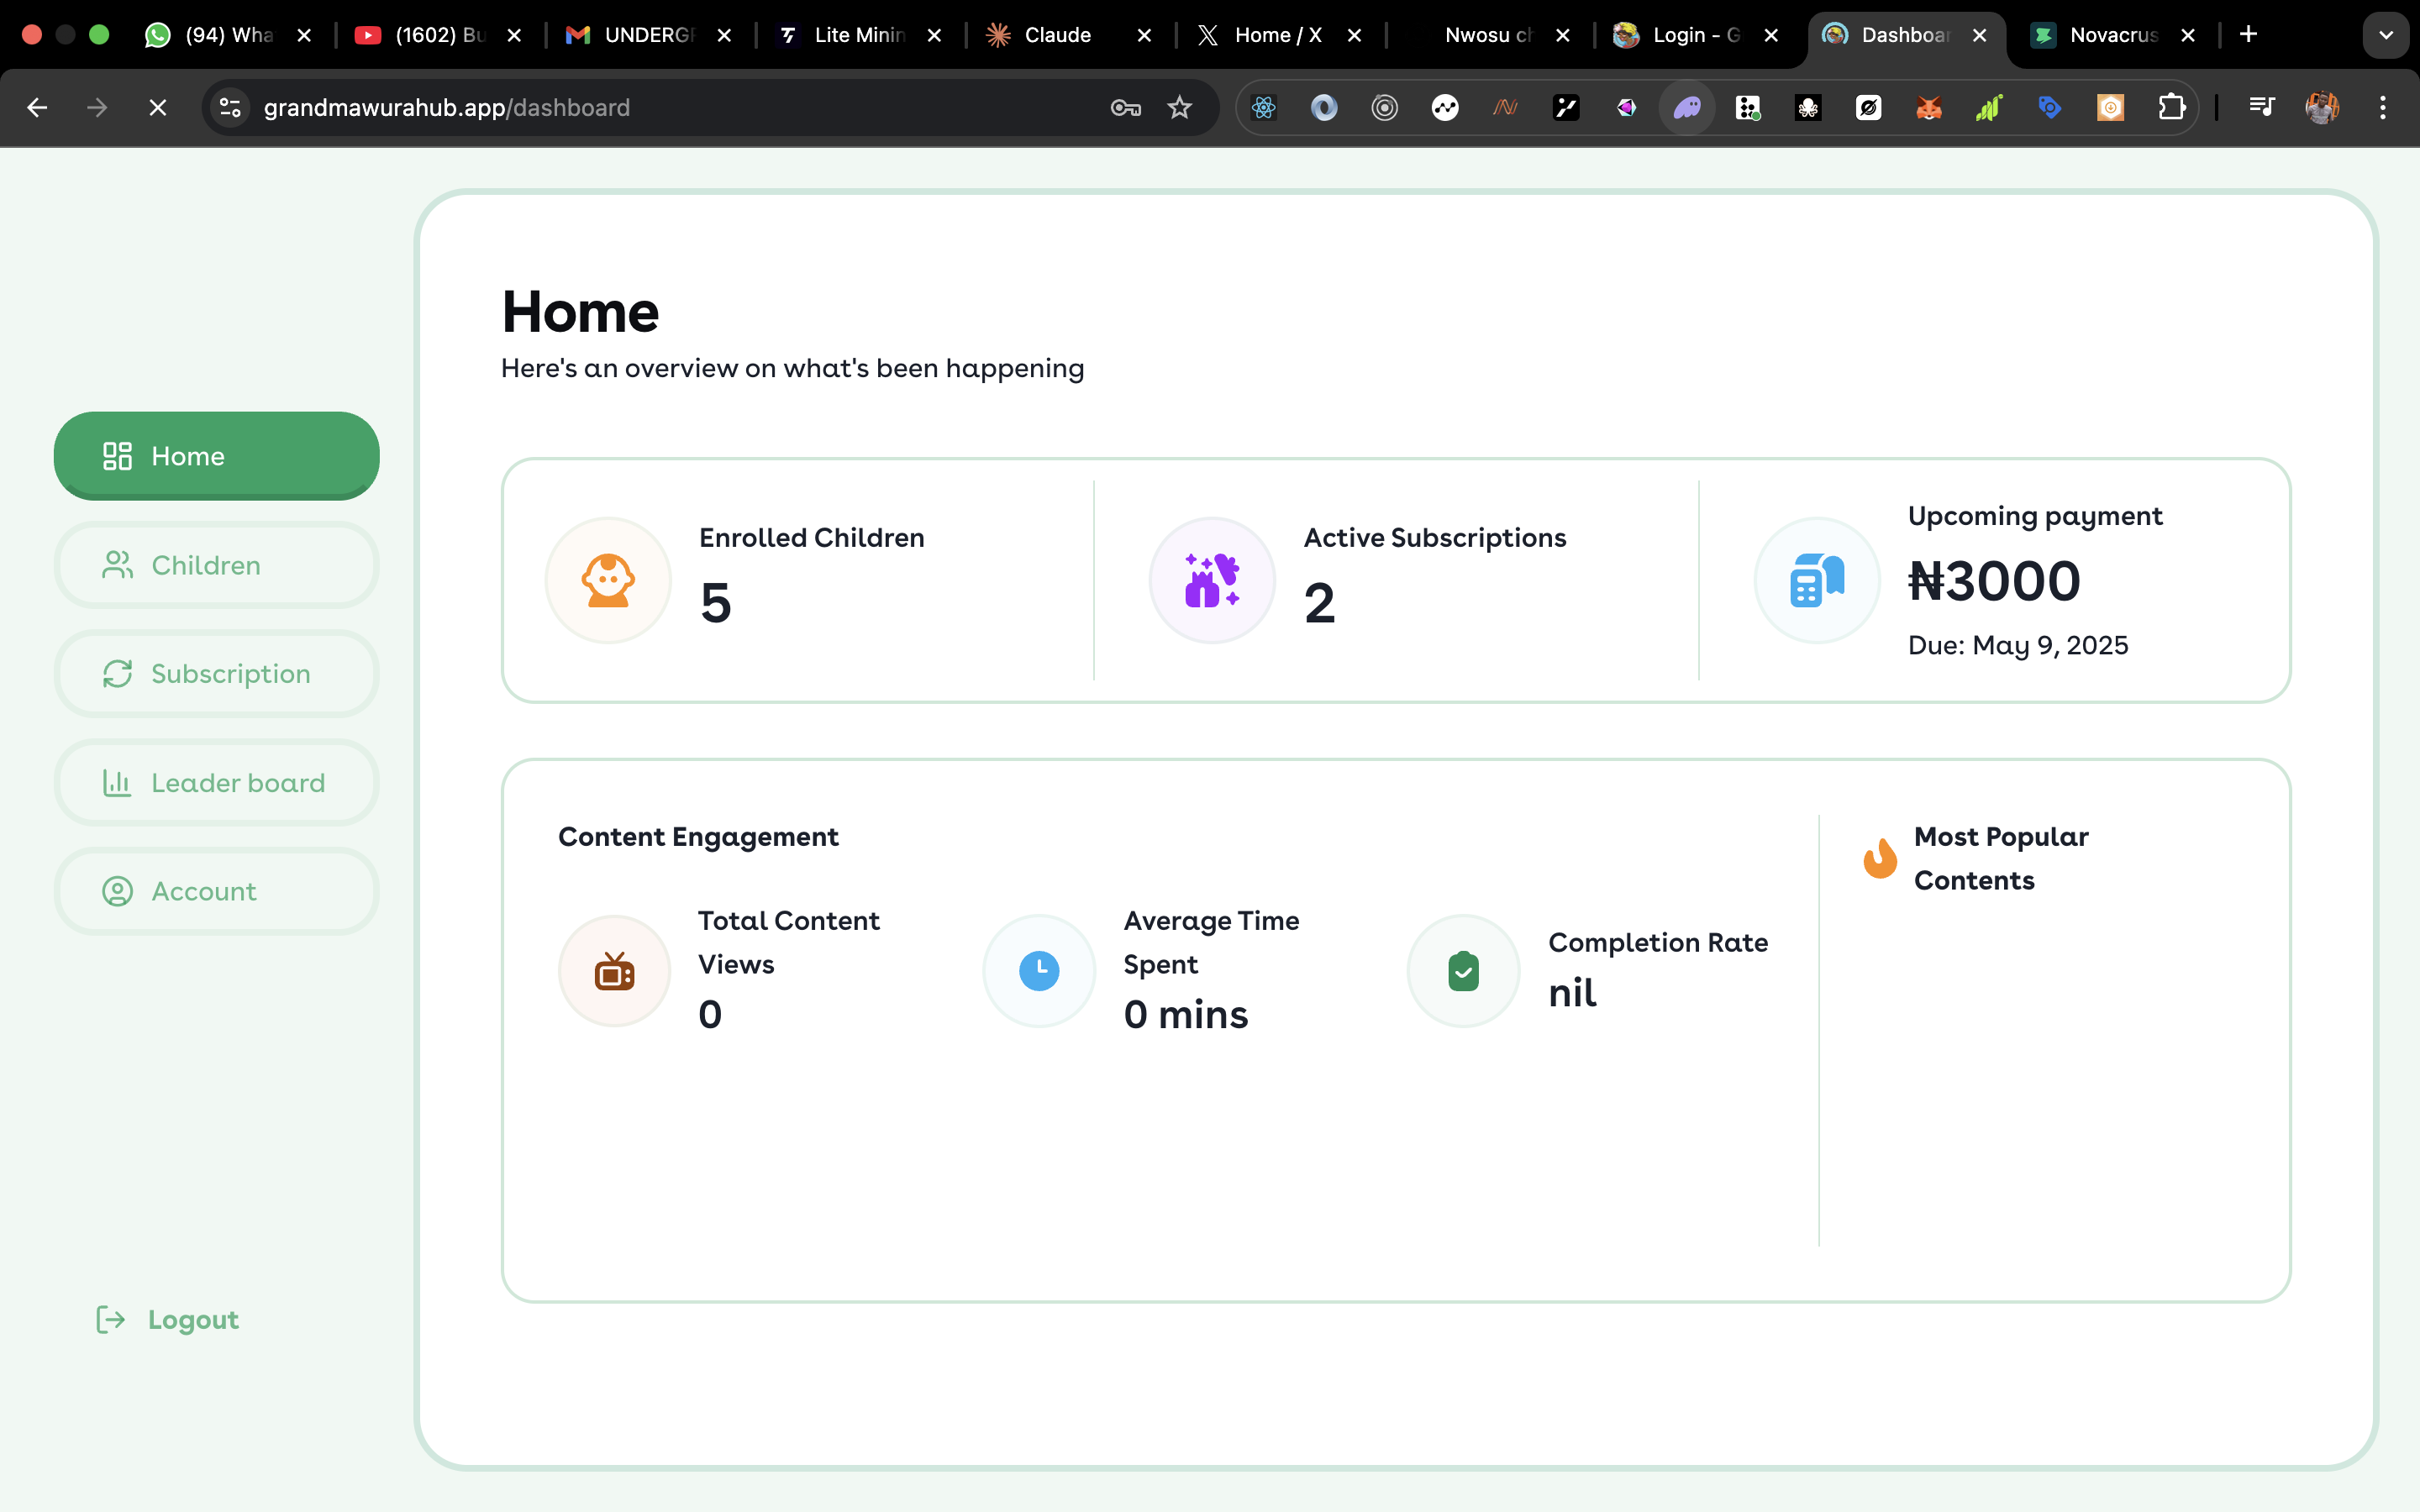 (94) Wha
(1602) Bu
UNDERGR
Lite Minin
Claude
Home / X
Nwosu ch
Login - G
Dashboar
Novacrus
grandmawurahub.app/dashboard
Home
Here's an overview on what's been happening
Home
Children
Subscription
Leader board
Account
Logout
Enrolled Children
5
Active Subscriptions
2
Upcoming payment
₦3000
Due: May 9, 2025
Content Engagement
Total Content
Views
0
Average Time
Spent
0 mins
Completion Rate
nil
Most Popular
Contents